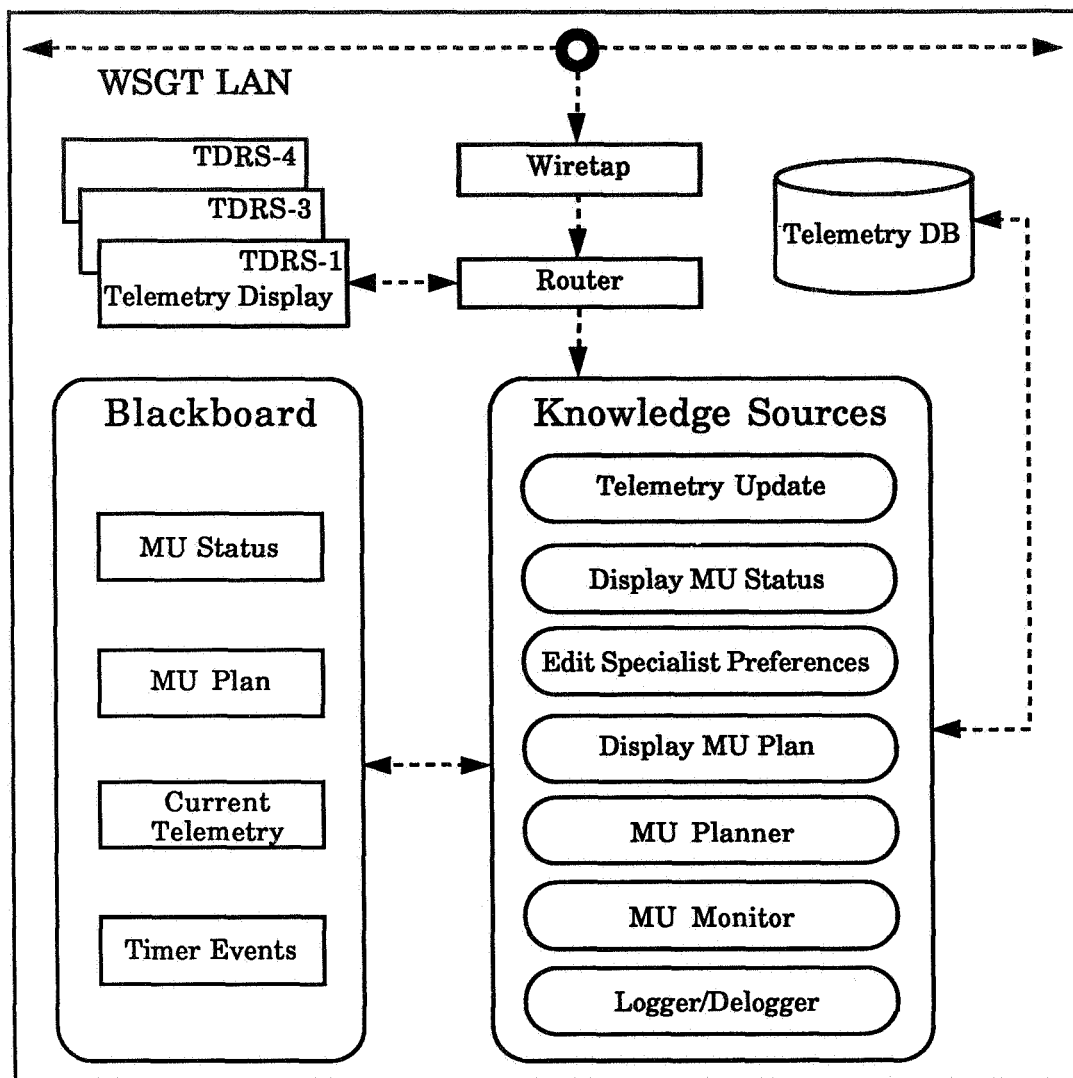 WSGT LAN
TDRS-4
TDRS-3
TDRS-1
Telemetry Display
Wiretap
Router
Telemetry DB
Blackboard
MU Status
MU Plan
Current
Telemetry
Timer Events
Knowledge Sources
Telemetry Update
Display MU Status
Edit Specialist Preferences
Display MU Plan
MU Planner
MU Monitor
Logger/Delogger